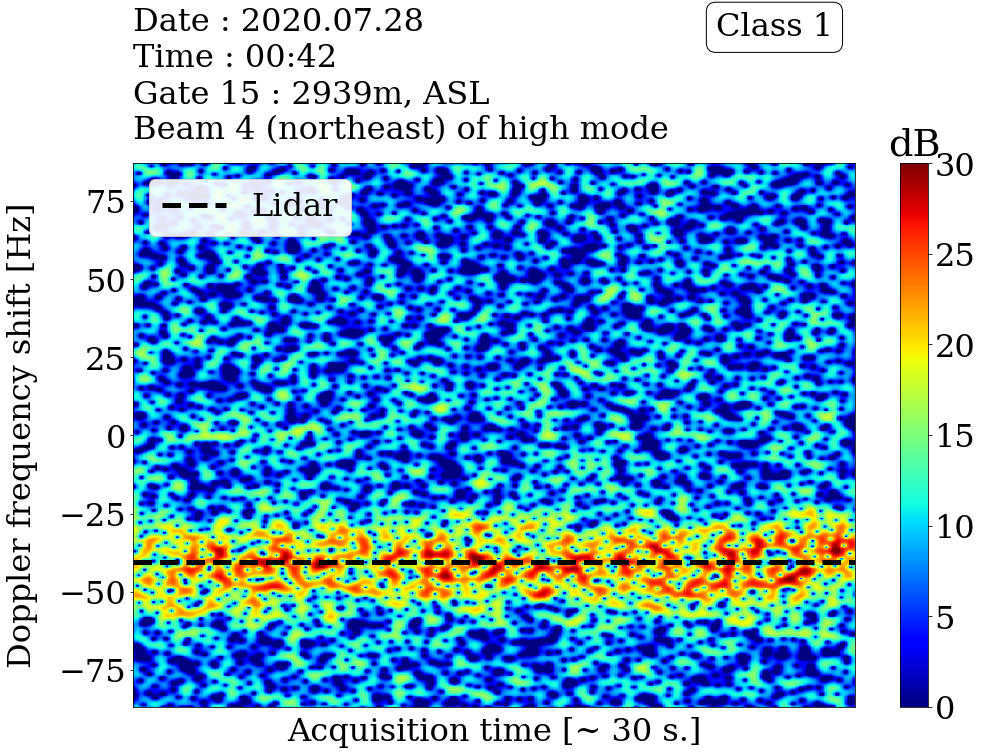 Date : 2020.07.28
Time : 00:42
Gate 15 : 2939m, ASL
Beam 4 (northeast) of high mode
Class 1
dB
Lidar
Doppler frequency shift [Hz]
75
50
25
0
−25
−50
−75
30
25
20
15
10
5
0
Acquisition time [~ 30 s.]